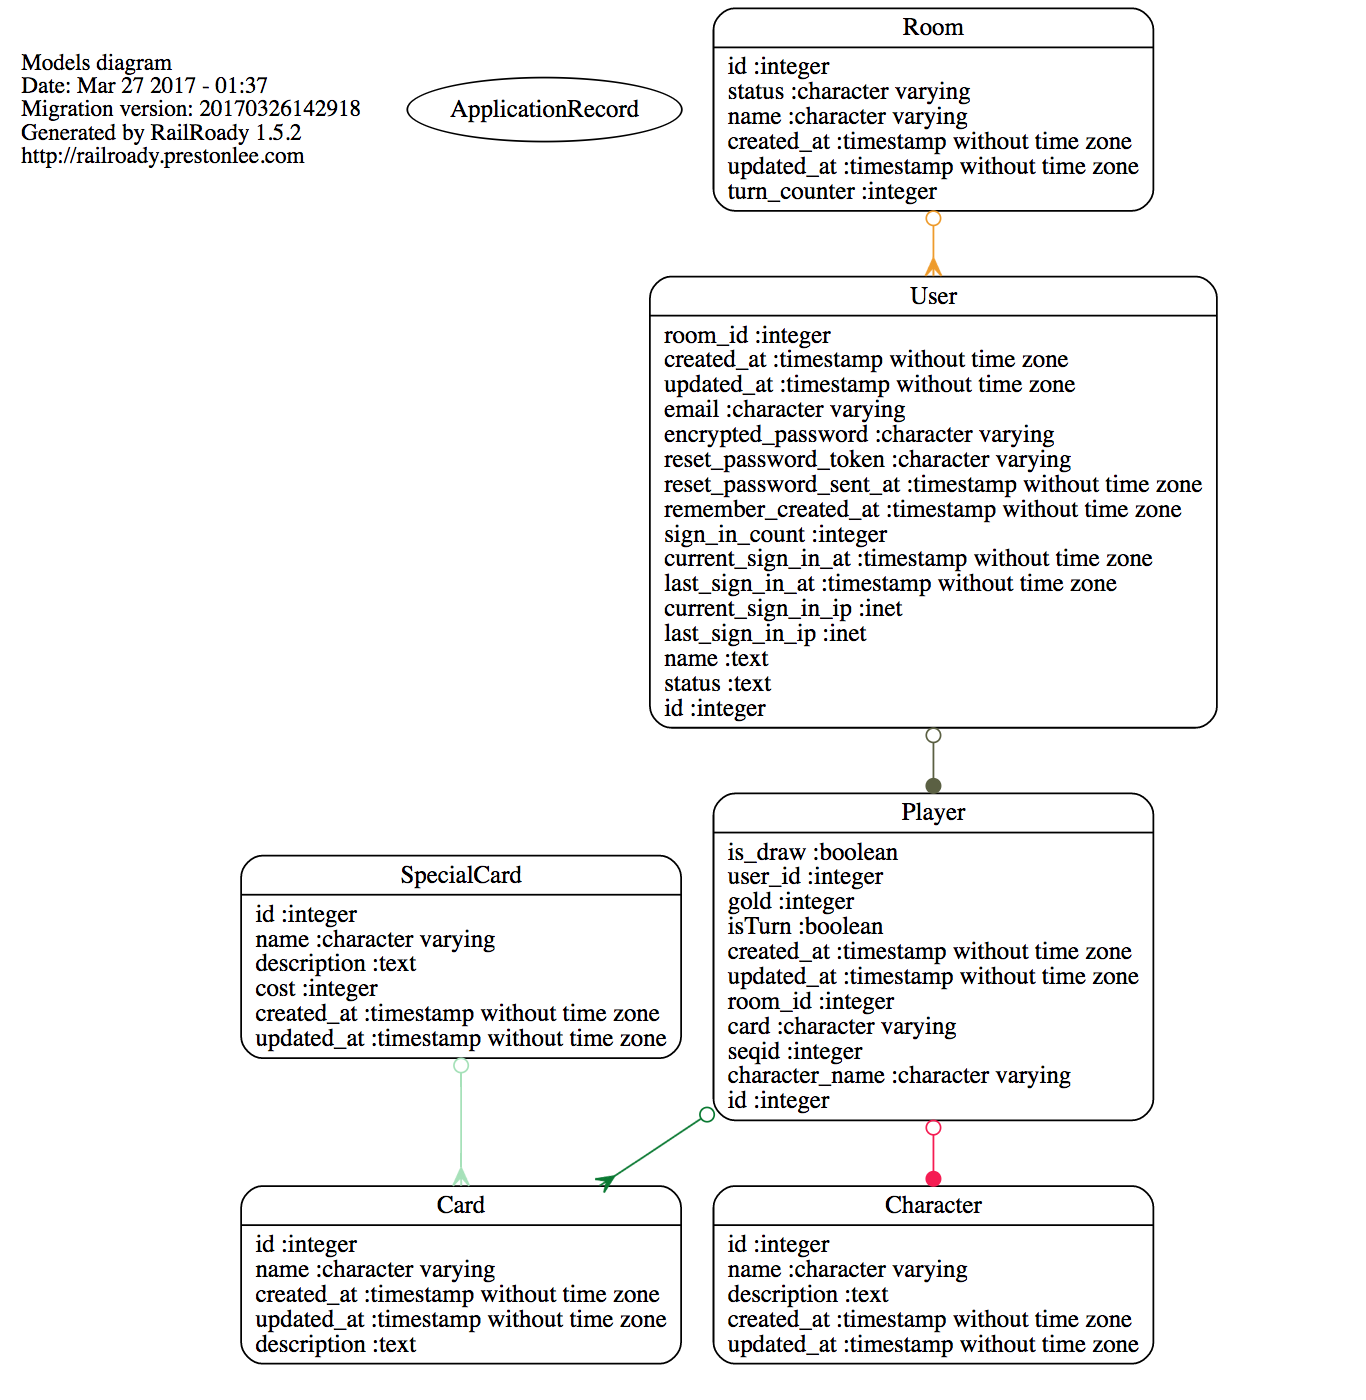 Models diagram
Date: Mar 27 2017 - 01:37
Migration version: 20170326142918
Generated by RailRoady 1.5.2
http://railroady.prestonlee.com
ApplicationRecord
Room
id :integer
status :character varying
name :character varying
created_at :timestamp without time zone
updated_at :timestamp without time zone
turn_counter :integer
User
room_id :integer
created_at :timestamp without time zone
updated_at :timestamp without time zone
email :character varying
encrypted_password :character varying
reset_password_token :character varying
reset_password_sent_at :timestamp without time zone
remember_created_at :timestamp without time zone
sign_in_count :integer
current_sign_in_at :timestamp without time zone
last_sign_in_at :timestamp without time zone
current_sign_in_ip :inet
last_sign_in_ip :inet
name :text
status :text
id :integer
Player
is_draw :boolean
user_id :integer
gold :integer
isTurn :boolean
created_at :timestamp without time zone
updated_at :timestamp without time zone
room_id :integer
card :character varying
seqid :integer
character_name :character varying
id :integer
SpecialCard
id :integer
name :character varying
description :text
cost :integer
created_at :timestamp without time zone
updated_at :timestamp without time zone
Card
id :integer
name :character varying
created_at :timestamp without time zone
updated_at :timestamp without time zone
description :text
Character
id :integer
name :character varying
description :text
created_at :timestamp without time zone
updated_at :timestamp without time zone